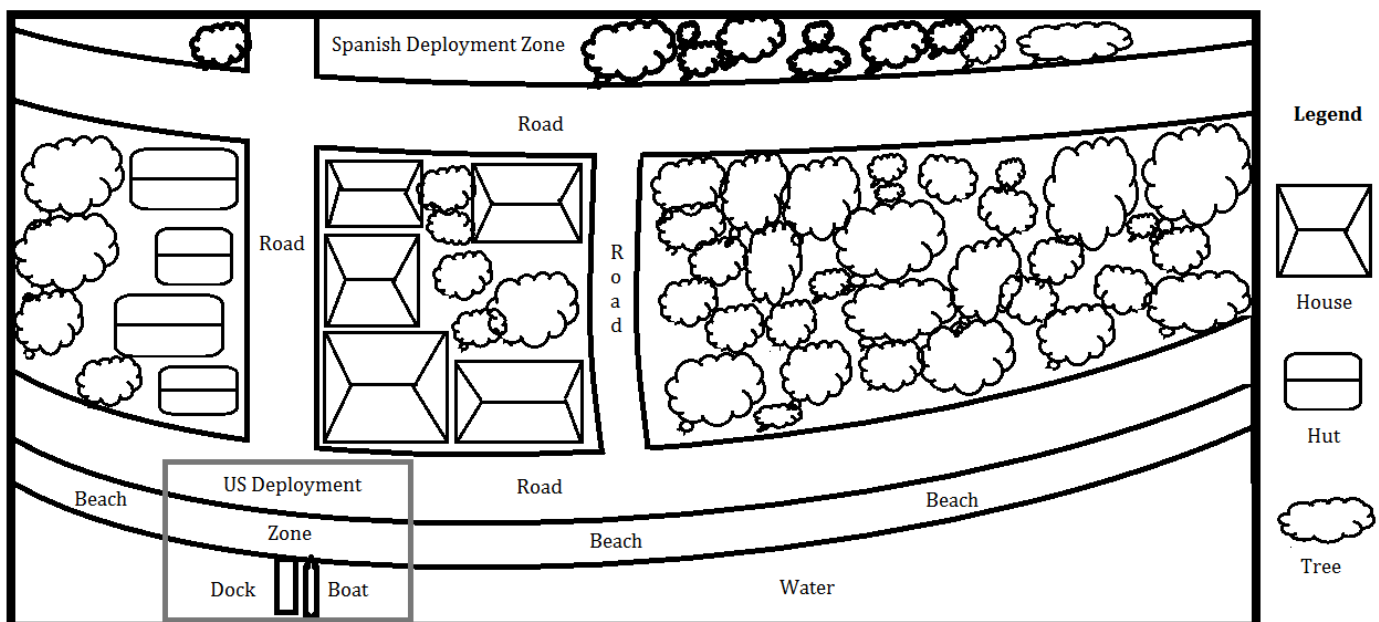 Spanish Deployment Zone
Road
Legend
Road
R
o
a
d
House
Hut
US Deployment
Zone
Road
Beach
Beach
Beach
Dock
Boat
Water
Tree